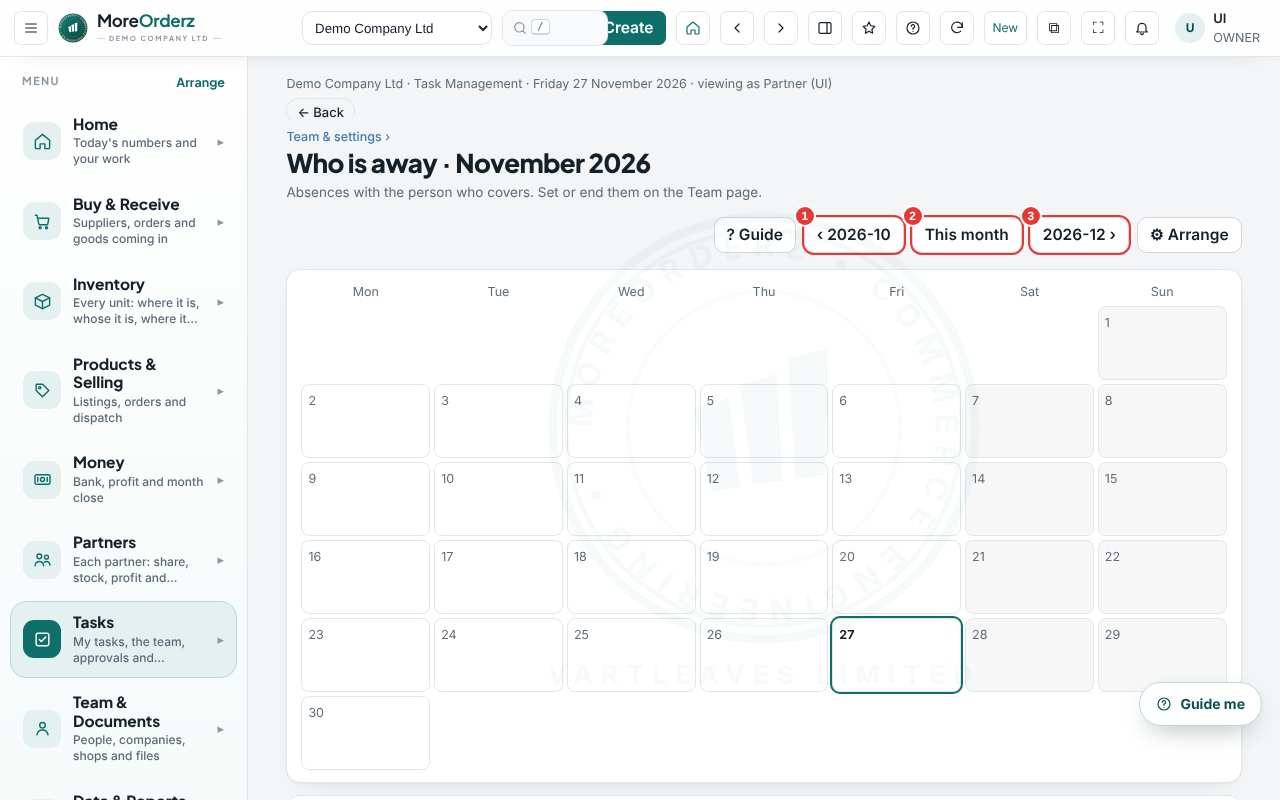 MoreOrderz
— DEMO COMPANY LTD —
Demo Company Ltd
/
Create
New
U
UI
OWNER
MENU
Arrange
Home
Today's numbers and
your work
Buy & Receive
Suppliers, orders and
goods coming in
Inventory
Every unit: where it is,
whose it is, where it...
Products &
Selling
Listings, orders and
dispatch
Money
Bank, profit and month
close
Partners
Each partner: share,
stock, profit and...
Tasks
My tasks, the team,
approvals and...
Team &
Documents
People, companies,
shops and files
Data & Reports
Demo Company Ltd · Task Management · Friday 27 November 2026 · viewing as Partner (UI)
← Back
Team & settings ›
Who is away · November 2026
Absences with the person who covers. Set or end them on the Team page.
? Guide
1
‹ 2026-10
2
This month
3
2026-12 ›
⚙ Arrange
Mon Tue Wed Thu Fri Sat Sun
1
2 3 4 5 6 7 8
9 10 11 12 13 14 15
16 17 18 19 20 21 22
23 24 25 26 27 28 29
30
MOREORDERZ • COMMERCE ENGINEERING •
VARTLEAVES LIMITED
Guide me